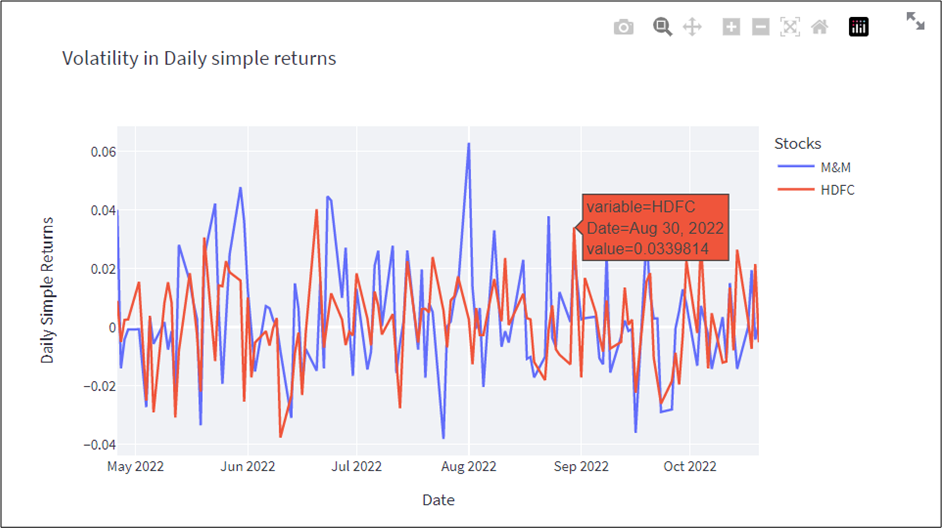 Volatility in Daily simple returns
Stocks
M&M
HDFC
variable=HDFC
Date=Aug 30, 2022
value=0.0339814
Daily Simple Returns
0.06
0.04
0.02
0
−0.02
−0.04
May 2022
Jun 2022
Jul 2022
Aug 2022
Sep 2022
Oct 2022
Date